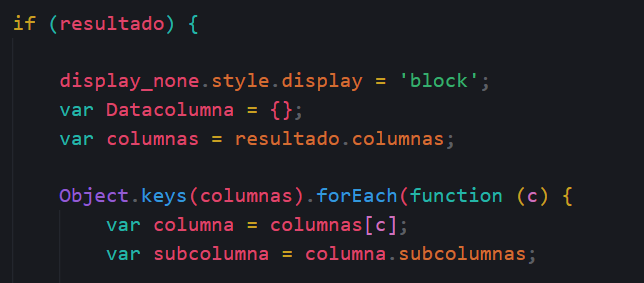 if (resultado) {
display_none.style.display = 'block';
var Datacolumna = {};
var columnas = resultado.columnas;
Object.keys(columnas).forEach(function (c) {
var columna = columnas[c];
var subcolumna = columna.subcolumnas;